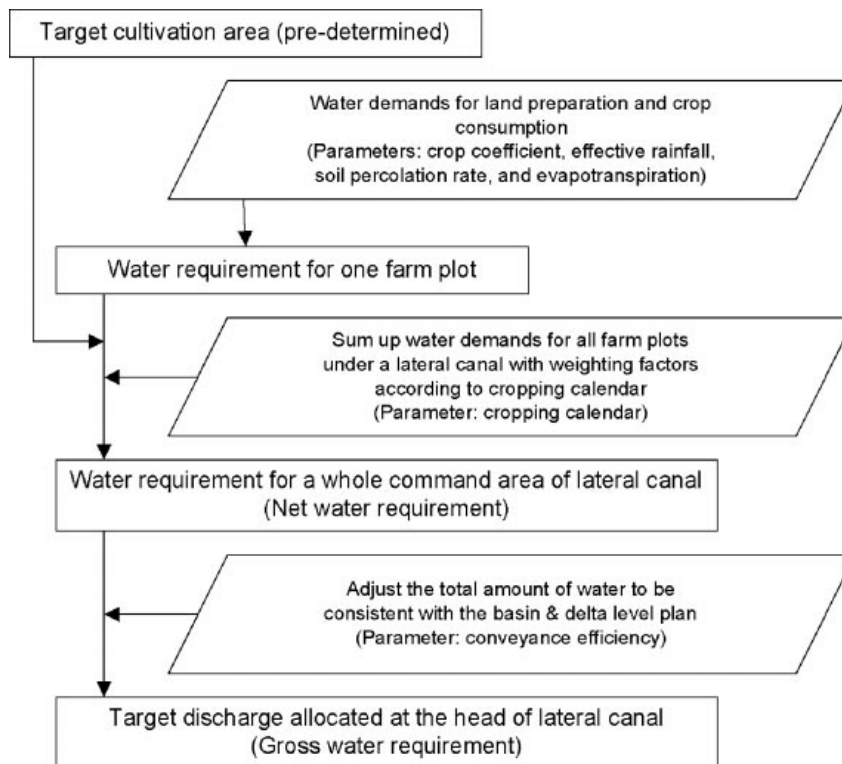 Target cultivation area (pre-determined)
Water demands for land preparation and crop
consumption
(Parameters: crop coefficient, effective rainfall,
soil percolation rate, and evapotranspiration)
Water requirement for one farm plot
Sum up water demands for all farm plots
under a lateral canal with weighting factors
according to cropping calendar
(Parameter: cropping calendar)
Water requirement for a whole command area of lateral canal
(Net water requirement)
Adjust the total amount of water to be
consistent with the basin & delta level plan
(Parameter: conveyance efficiency)
Target discharge allocated at the head of lateral canal
(Gross water requirement)